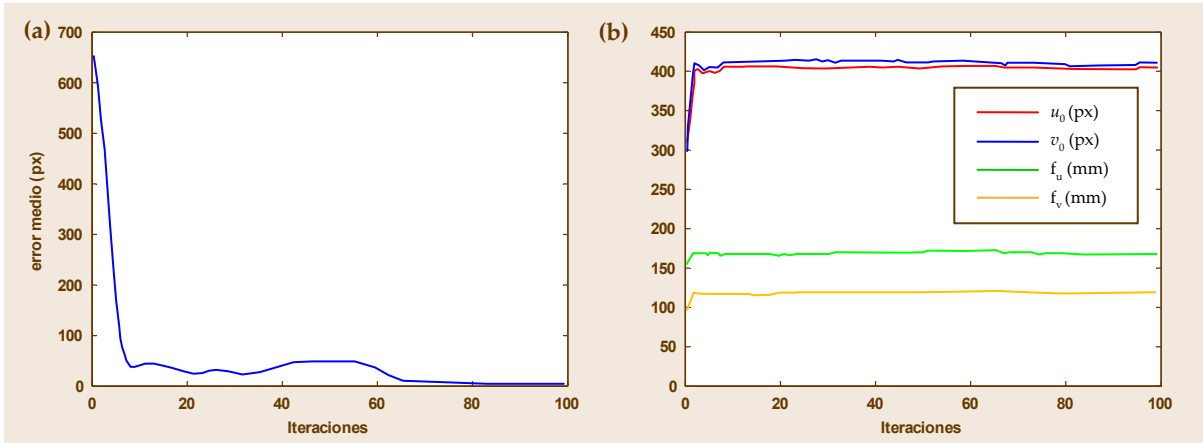 (a)
700
600
500
400
300
200
100
0
error medio (px)
0 20 40 60 80 100
Iteraciones
(b)
450
400
350
300
250
200
150
100
50
0
u₀ (px)
v₀ (px)
fᵤ (mm)
fᵥ (mm)
0 20 40 60 80 100
Iteraciones